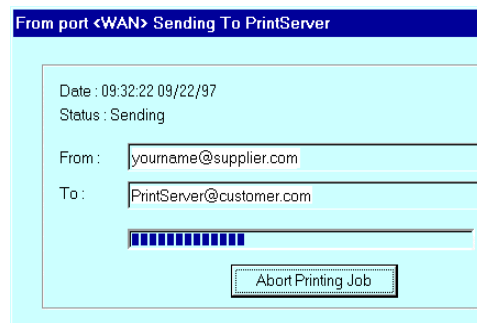 From port <WAN> Sending To PrintServer
Date : 09:32:22 09/22/97
Status : Sending
From : yourname@supplier.com
To : PrintServer@customer.com
Abort Printing Job